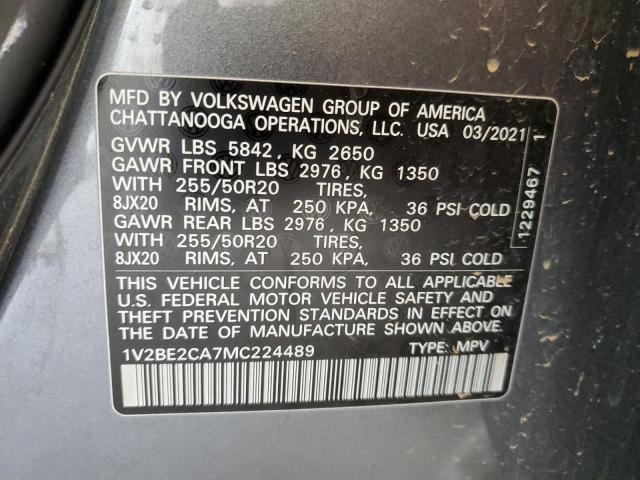 MFD BY VOLKSWAGEN GROUP OF AMERICA
CHATTANOOGA OPERATIONS, LLC. USA 03/2021
GVWR LBS 5842, KG 2650
GAWR FRONT LBS 2976, KG 1350
WITH 255/50R20 TIRES,
8JX20 RIMS, AT 250 KPA, 36 PSI COLD
GAWR REAR LBS 2976, KG 1350
WITH 255/50R20 TIRES,
8JX20 RIMS, AT 250 KPA, 36 PSI COLD
THIS VEHICLE CONFORMS TO ALL APPLICABLE
U.S. FEDERAL MOTOR VEHICLE SAFETY AND
THEFT PREVENTION STANDARDS IN EFFECT ON
THE DATE OF MANUFACTURE SHOWN ABOVE.
1V2BE2CA7MC224489 TYPE: MPV
1229467 1